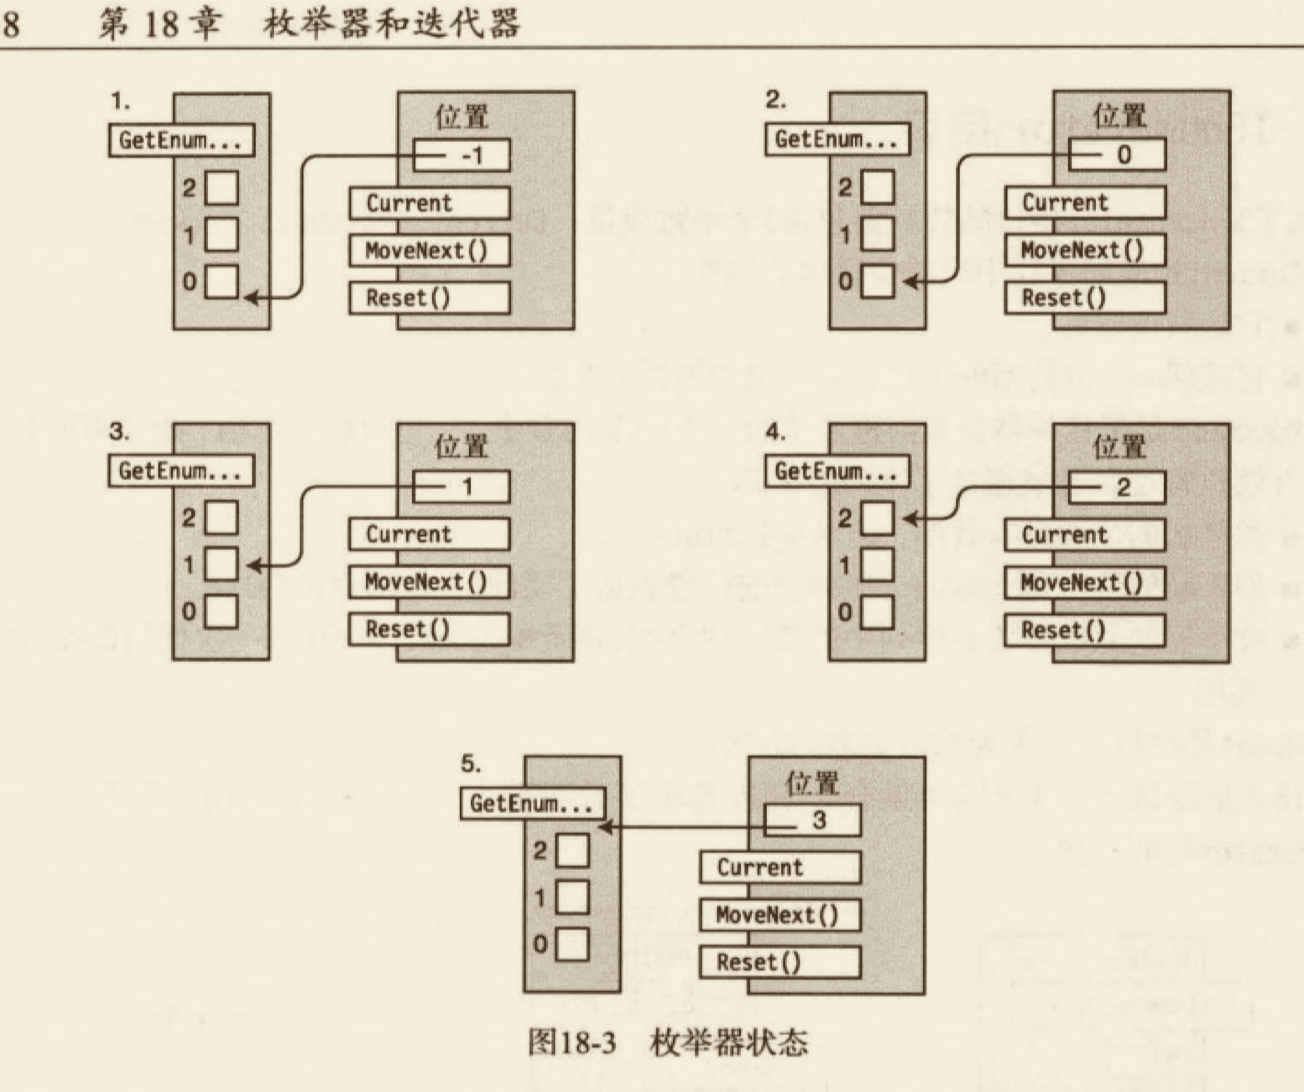 8 第 18 章 枚举器和迭代器
1.
GetEnum...
2
1
0
位置
-1
Current
MoveNext()
Reset()
2.
GetEnum...
2
1
0
位置
0
Current
MoveNext()
Reset()
3.
GetEnum...
2
1
0
位置
1
Current
MoveNext()
Reset()
4.
GetEnum...
2
1
0
位置
2
Current
MoveNext()
Reset()
5.
GetEnum...
2
1
0
位置
3
Current
MoveNext()
Reset()
图18-3 枚举器状态